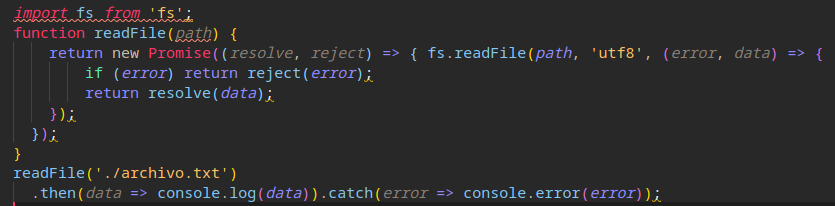 import fs from 'fs';
function readFile(path) {
    return new Promise((resolve, reject) => { fs.readFile(path, 'utf8', (error, data) => {
        if (error) return reject(error);
        return resolve(data);
    });
  });
}
readFile('./archivo.txt')
  .then(data => console.log(data)).catch(error => console.error(error));